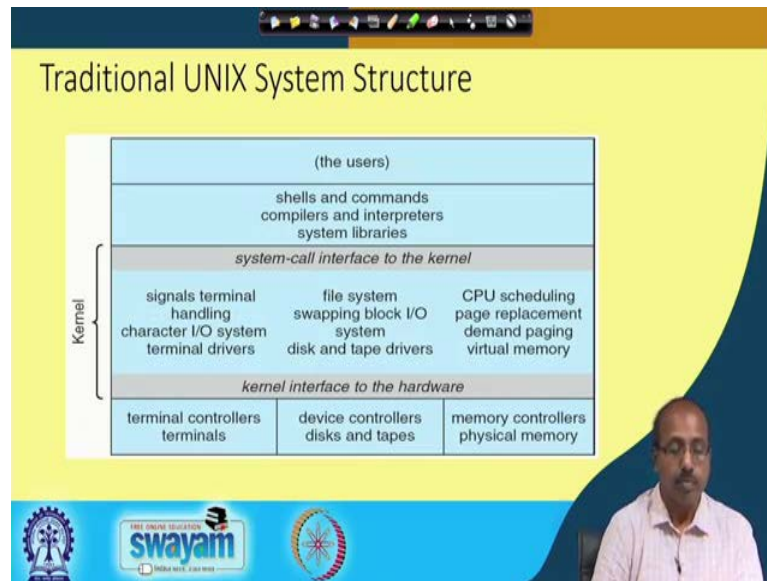 Traditional UNIX System Structure
(the users)
shells and commands
compilers and interpreters
system libraries
system-call interface to the kernel
Kernel
signals terminal
handling
character I/O system
terminal drivers
file system
swapping block I/O
system
disk and tape drivers
CPU scheduling
page replacement
demand paging
virtual memory
kernel interface to the hardware
terminal controllers
terminals
device controllers
disks and tapes
memory controllers
physical memory
FREE ONLINE EDUCATION
swayam